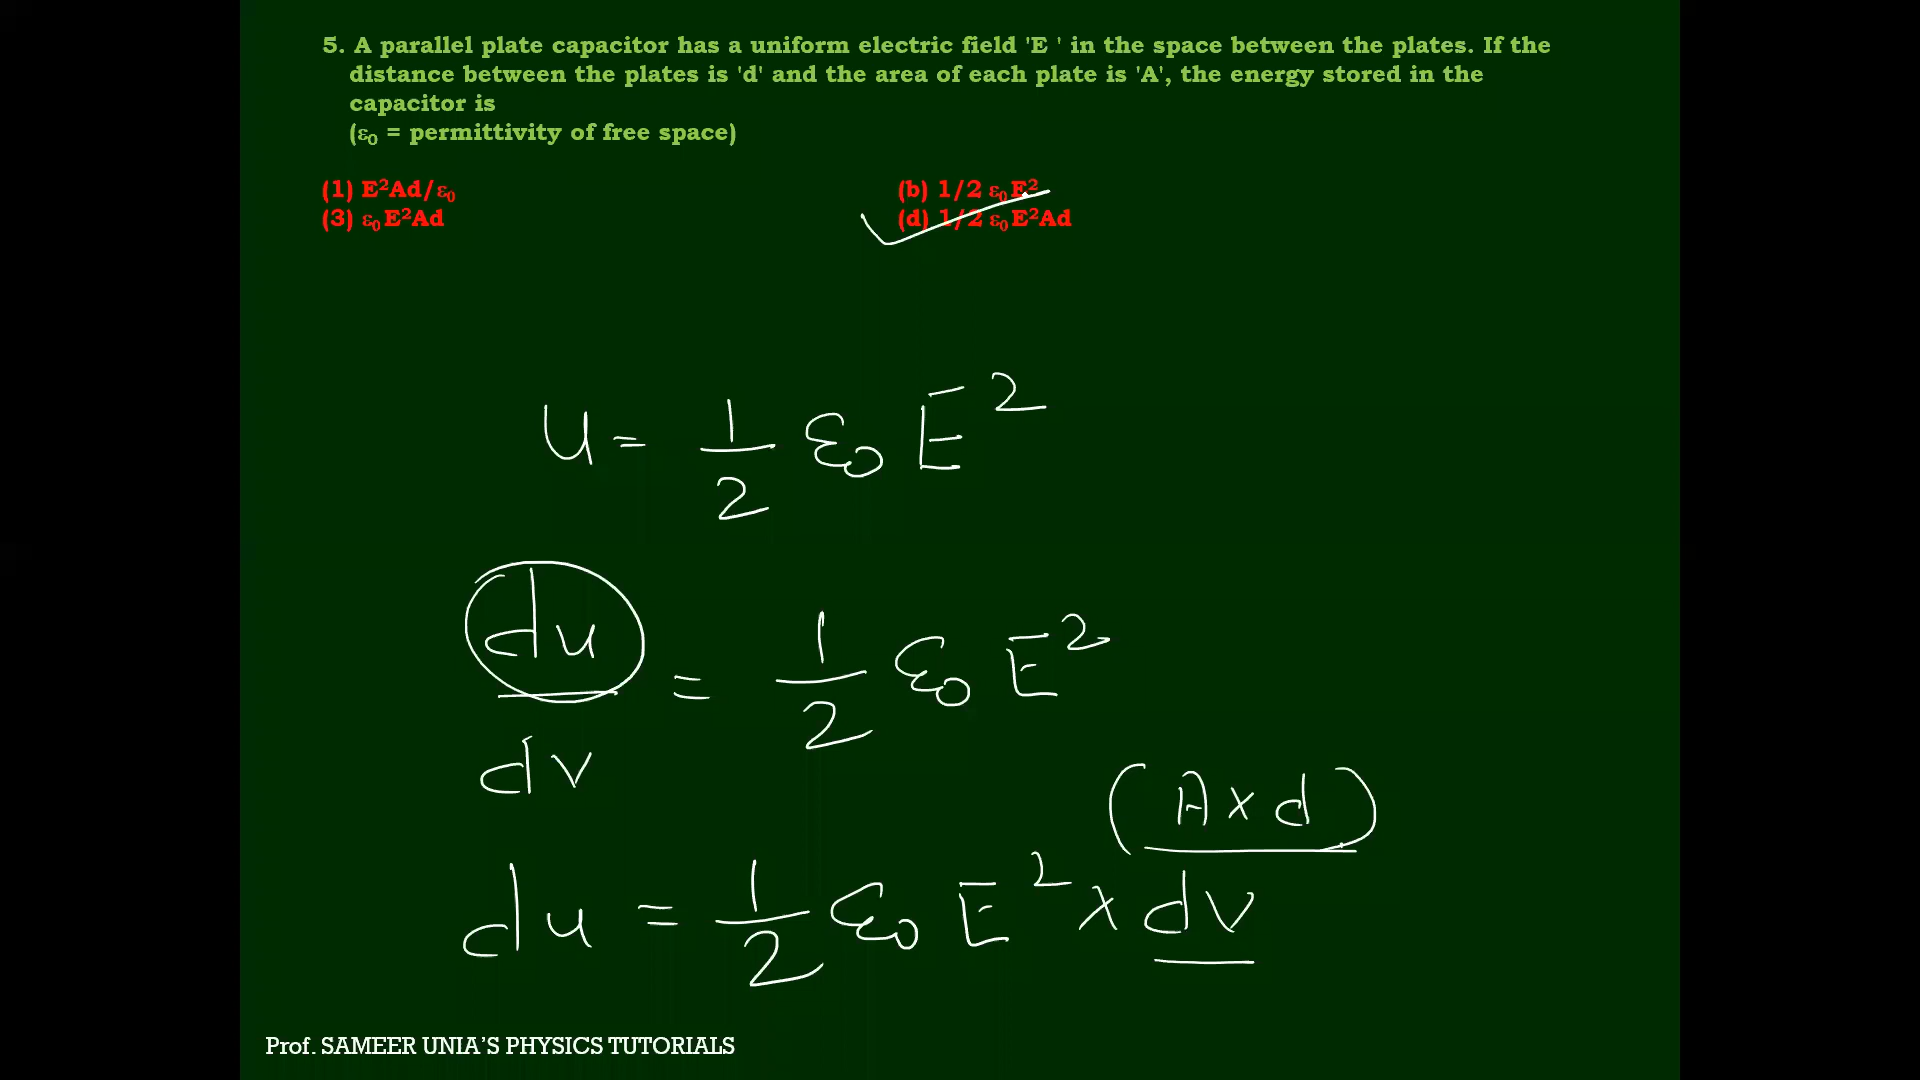 5. A parallel plate capacitor has a uniform electric field 'E ' in the space between the plates. If the
distance between the plates is 'd' and the area of each plate is 'A', the energy stored in the
capacitor is
(ε₀ = permittivity of free space)
(1) E²Ad/ε₀ (b) 1/2 ε₀E²
(3) ε₀E²Ad (d) 1/2 ε₀E²Ad
u = 1/2 ε₀ E²
du/dv = 1/2 ε₀ E²
(A × d)
du = 1/2 ε₀ E² × dv
Prof. SAMEER UNIA'S PHYSICS TUTORIALS